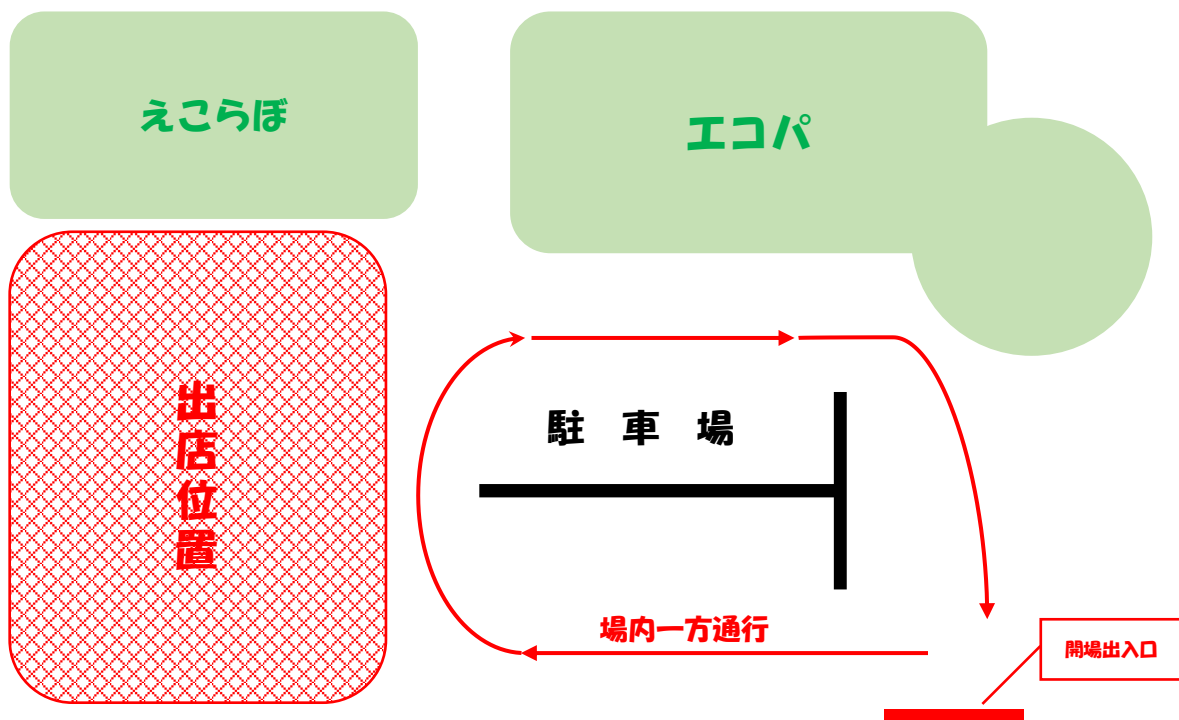 えこらぼ
エコパ
出店位置
駐　車　場
場内一方通行
開場出入口